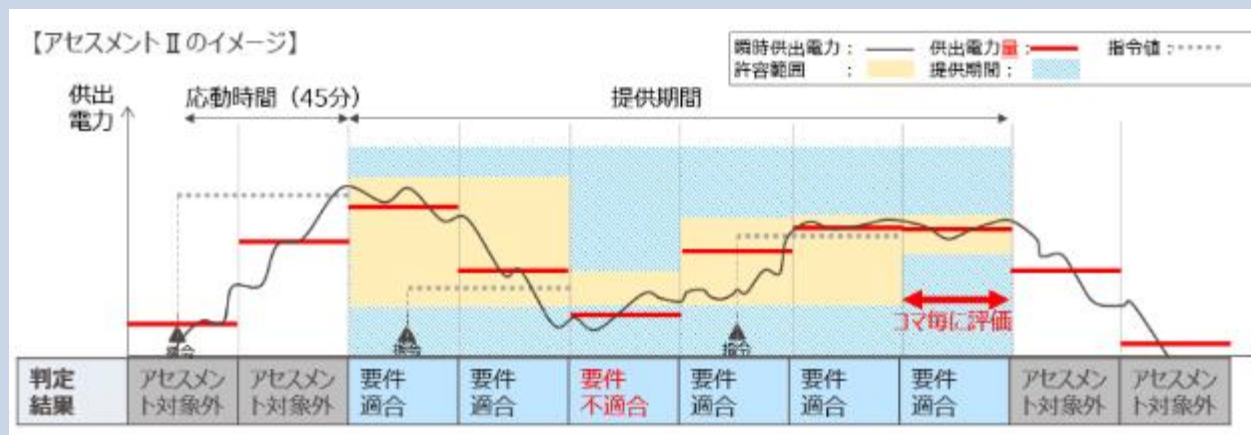 【アセスメントⅡのイメージ】
瞬時供出電力： 供出電力量： 指令値：
許容範囲 ： 提供期間：
供出
電力
応動時間（45分）
提供期間
指令
指令
指令
コマ毎に評価
判定
結果
アセスメン
ト対象外
アセスメン
ト対象外
要件
適合
要件
適合
要件
不適合
要件
適合
要件
適合
要件
適合
アセスメン
ト対象外
アセスメン
ト対象外